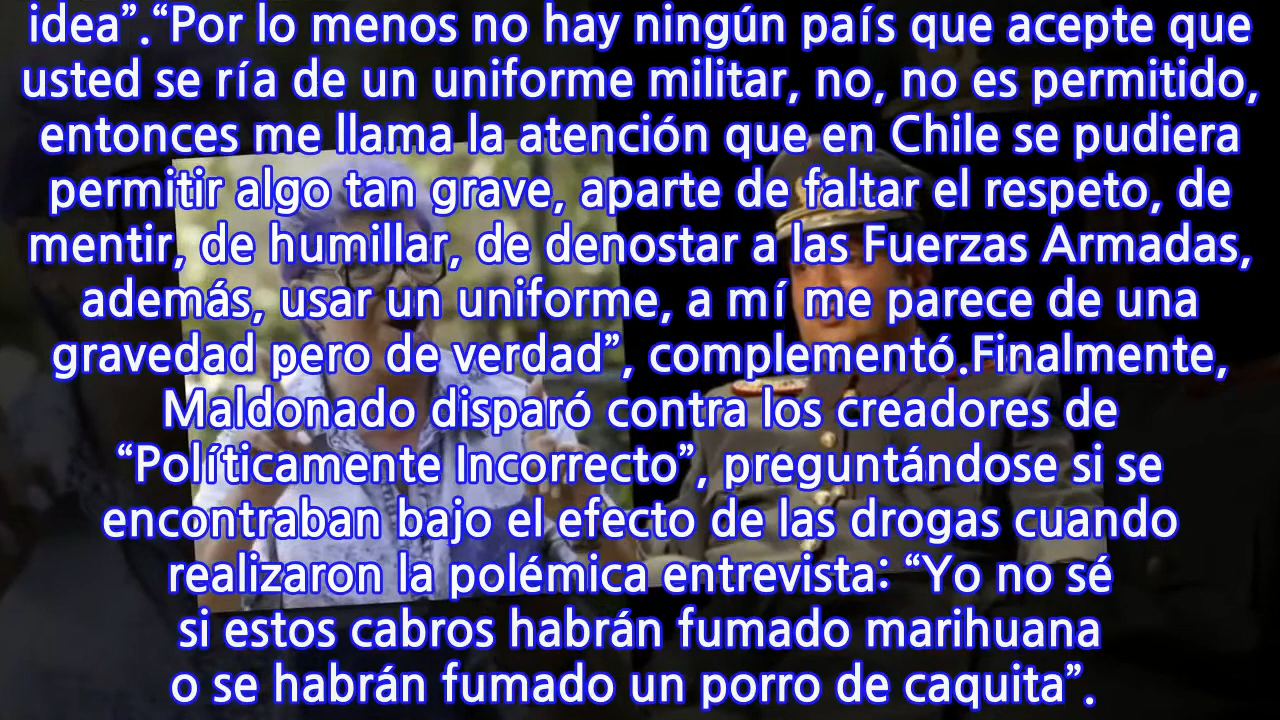 idea”.“Por lo menos no hay ningún país que acepte que
usted se ría de un uniforme militar, no, no es permitido,
entonces me llama la atención que en Chile se pudiera
permitir algo tan grave, aparte de faltar el respeto, de
mentir, de humillar, de denostar a las Fuerzas Armadas,
además, usar un uniforme, a mí me parece de una
gravedad pero de verdad”, complementó.Finalmente,
Maldonado disparó contra los creadores de
“Políticamente Incorrecto”, preguntándose si se
encontraban bajo el efecto de las drogas cuando
realizaron la polémica entrevista: “Yo no sé
si estos cabros habrán fumado marihuana
o se habrán fumado un porro de caquita”.